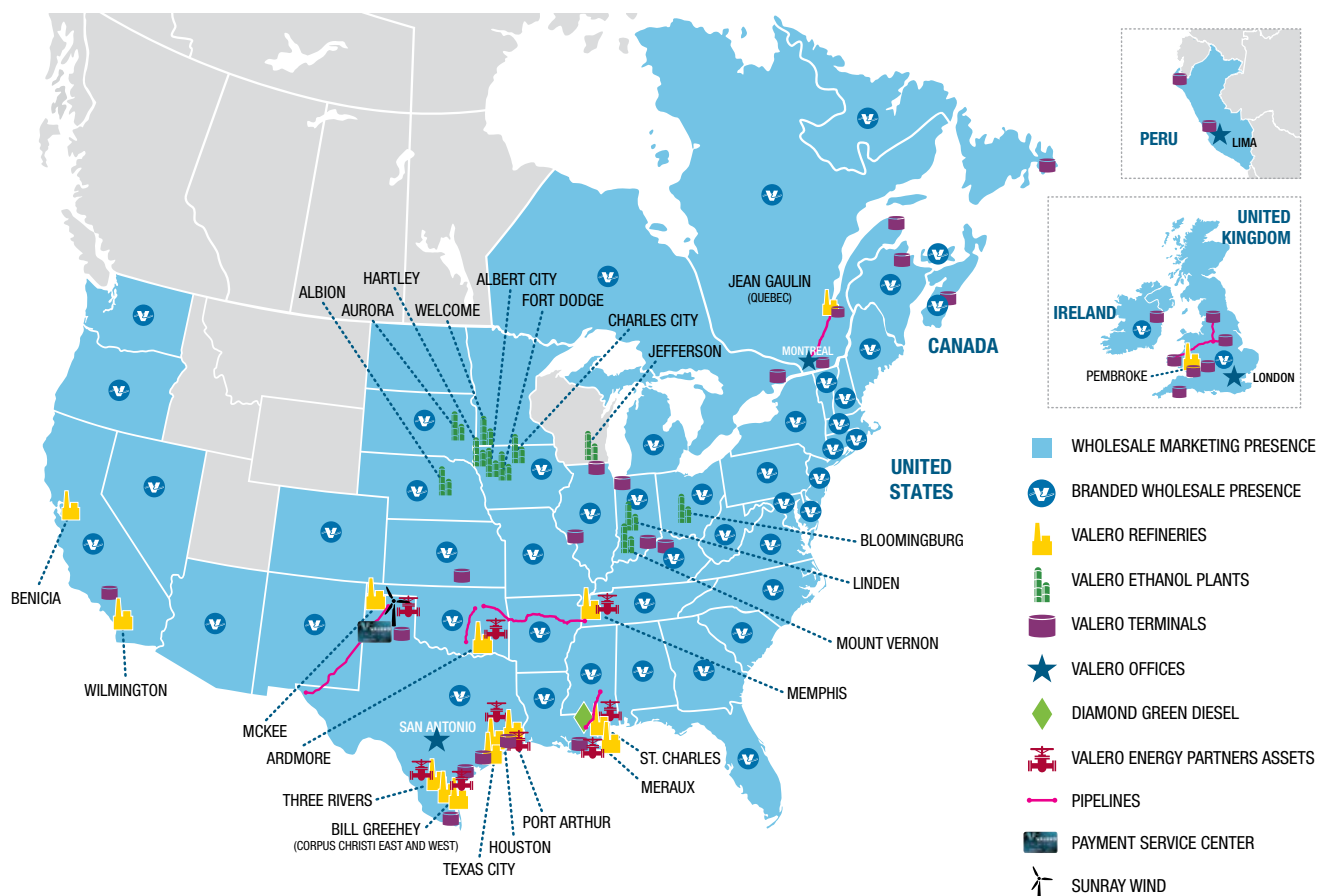 PERU
LIMA
UNITED
KINGDOM
IRELAND
PEMBROKE
LONDON
HARTLEY
ALBERT CITY
ALBION
FORT DODGE
AURORA
WELCOME
CHARLES CITY
JEFFERSON
JEAN GAULIN
(QUEBEC)
MONTREAL
CANADA
UNITED
STATES
BLOOMINGBURG
LINDEN
MOUNT VERNON
MEMPHIS
BENICIA
WILMINGTON
MCKEE
ARDMORE
SAN ANTONIO
THREE RIVERS
BILL GREEHEY
(CORPUS CHRISTI EAST AND WEST)
TEXAS CITY
HOUSTON
PORT ARTHUR
ST. CHARLES
MERAUX
WHOLESALE MARKETING PRESENCE
BRANDED WHOLESALE PRESENCE
VALERO REFINERIES
VALERO ETHANOL PLANTS
VALERO TERMINALS
VALERO OFFICES
DIAMOND GREEN DIESEL
VALERO ENERGY PARTNERS ASSETS
PIPELINES
PAYMENT SERVICE CENTER
SUNRAY WIND